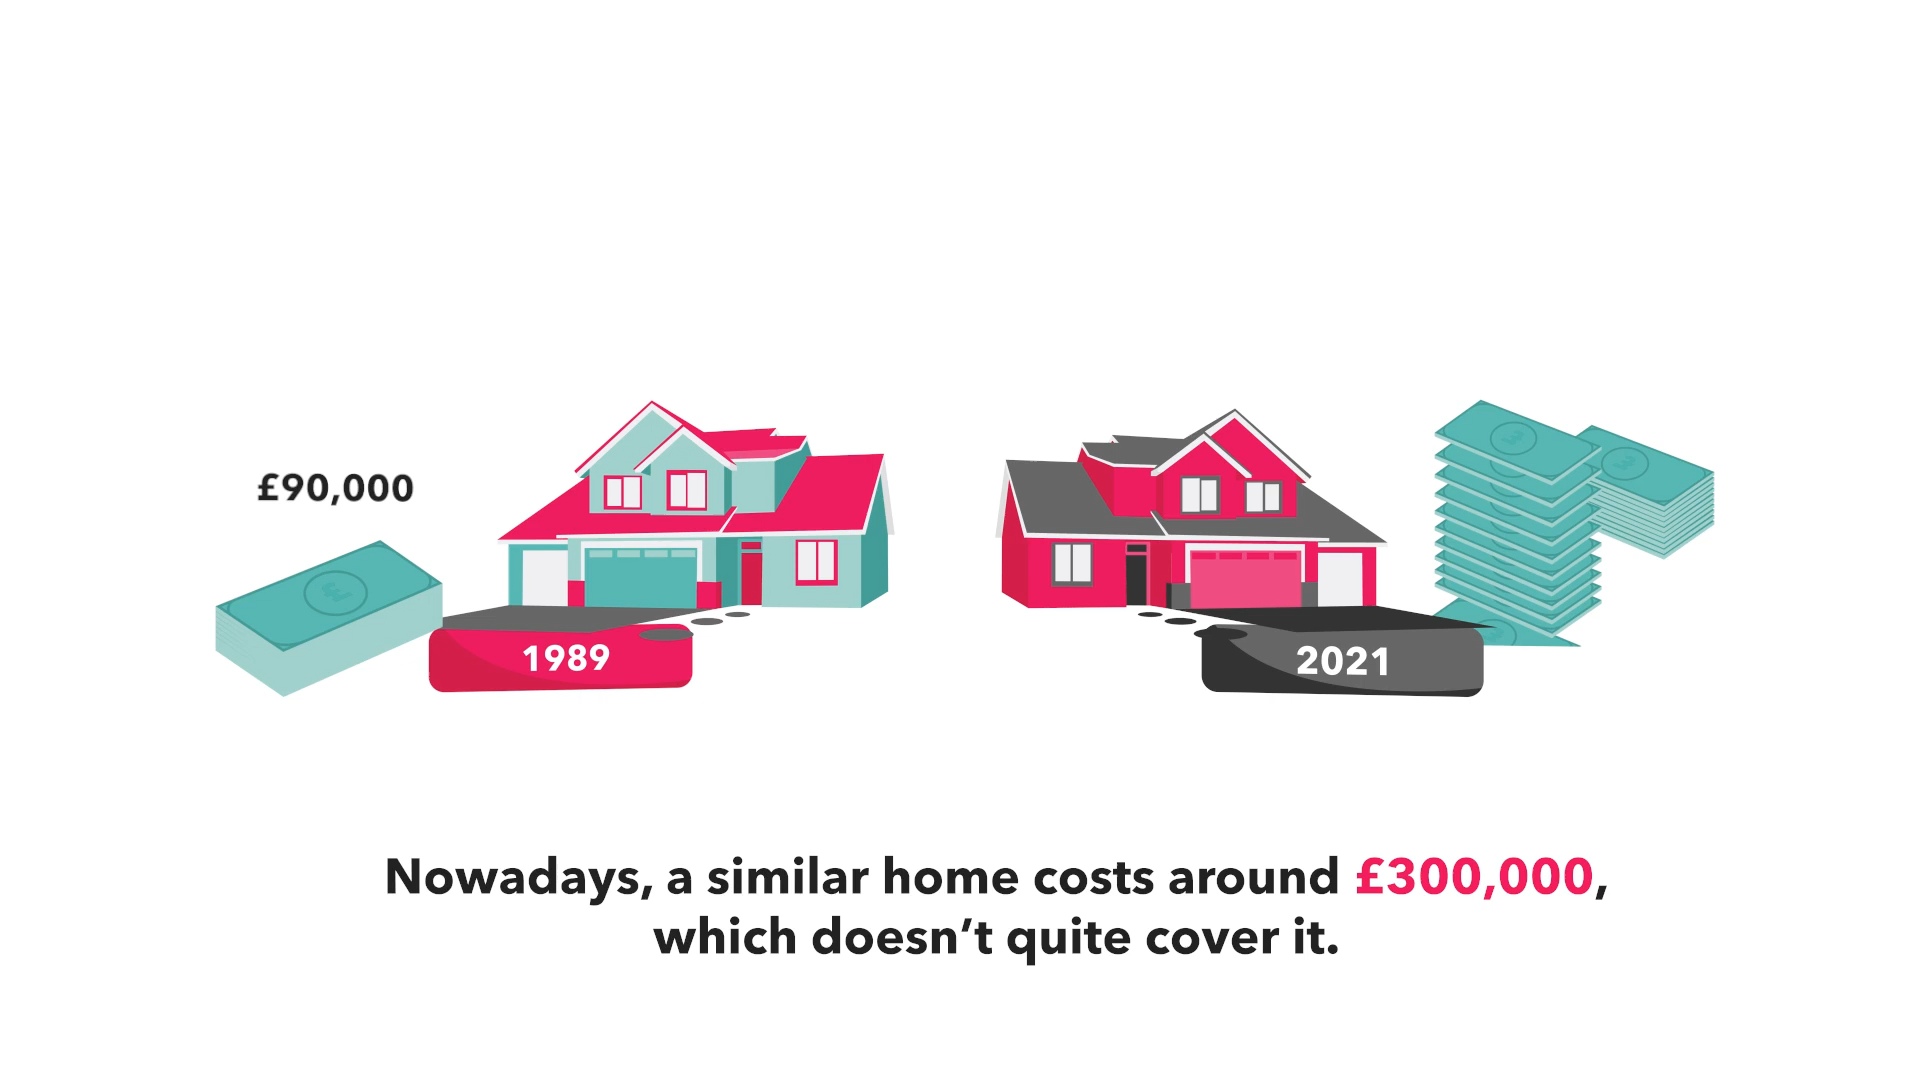 £90,000
1989
2021
Nowadays, a similar home costs around £300,000,
which doesn’t quite cover it.